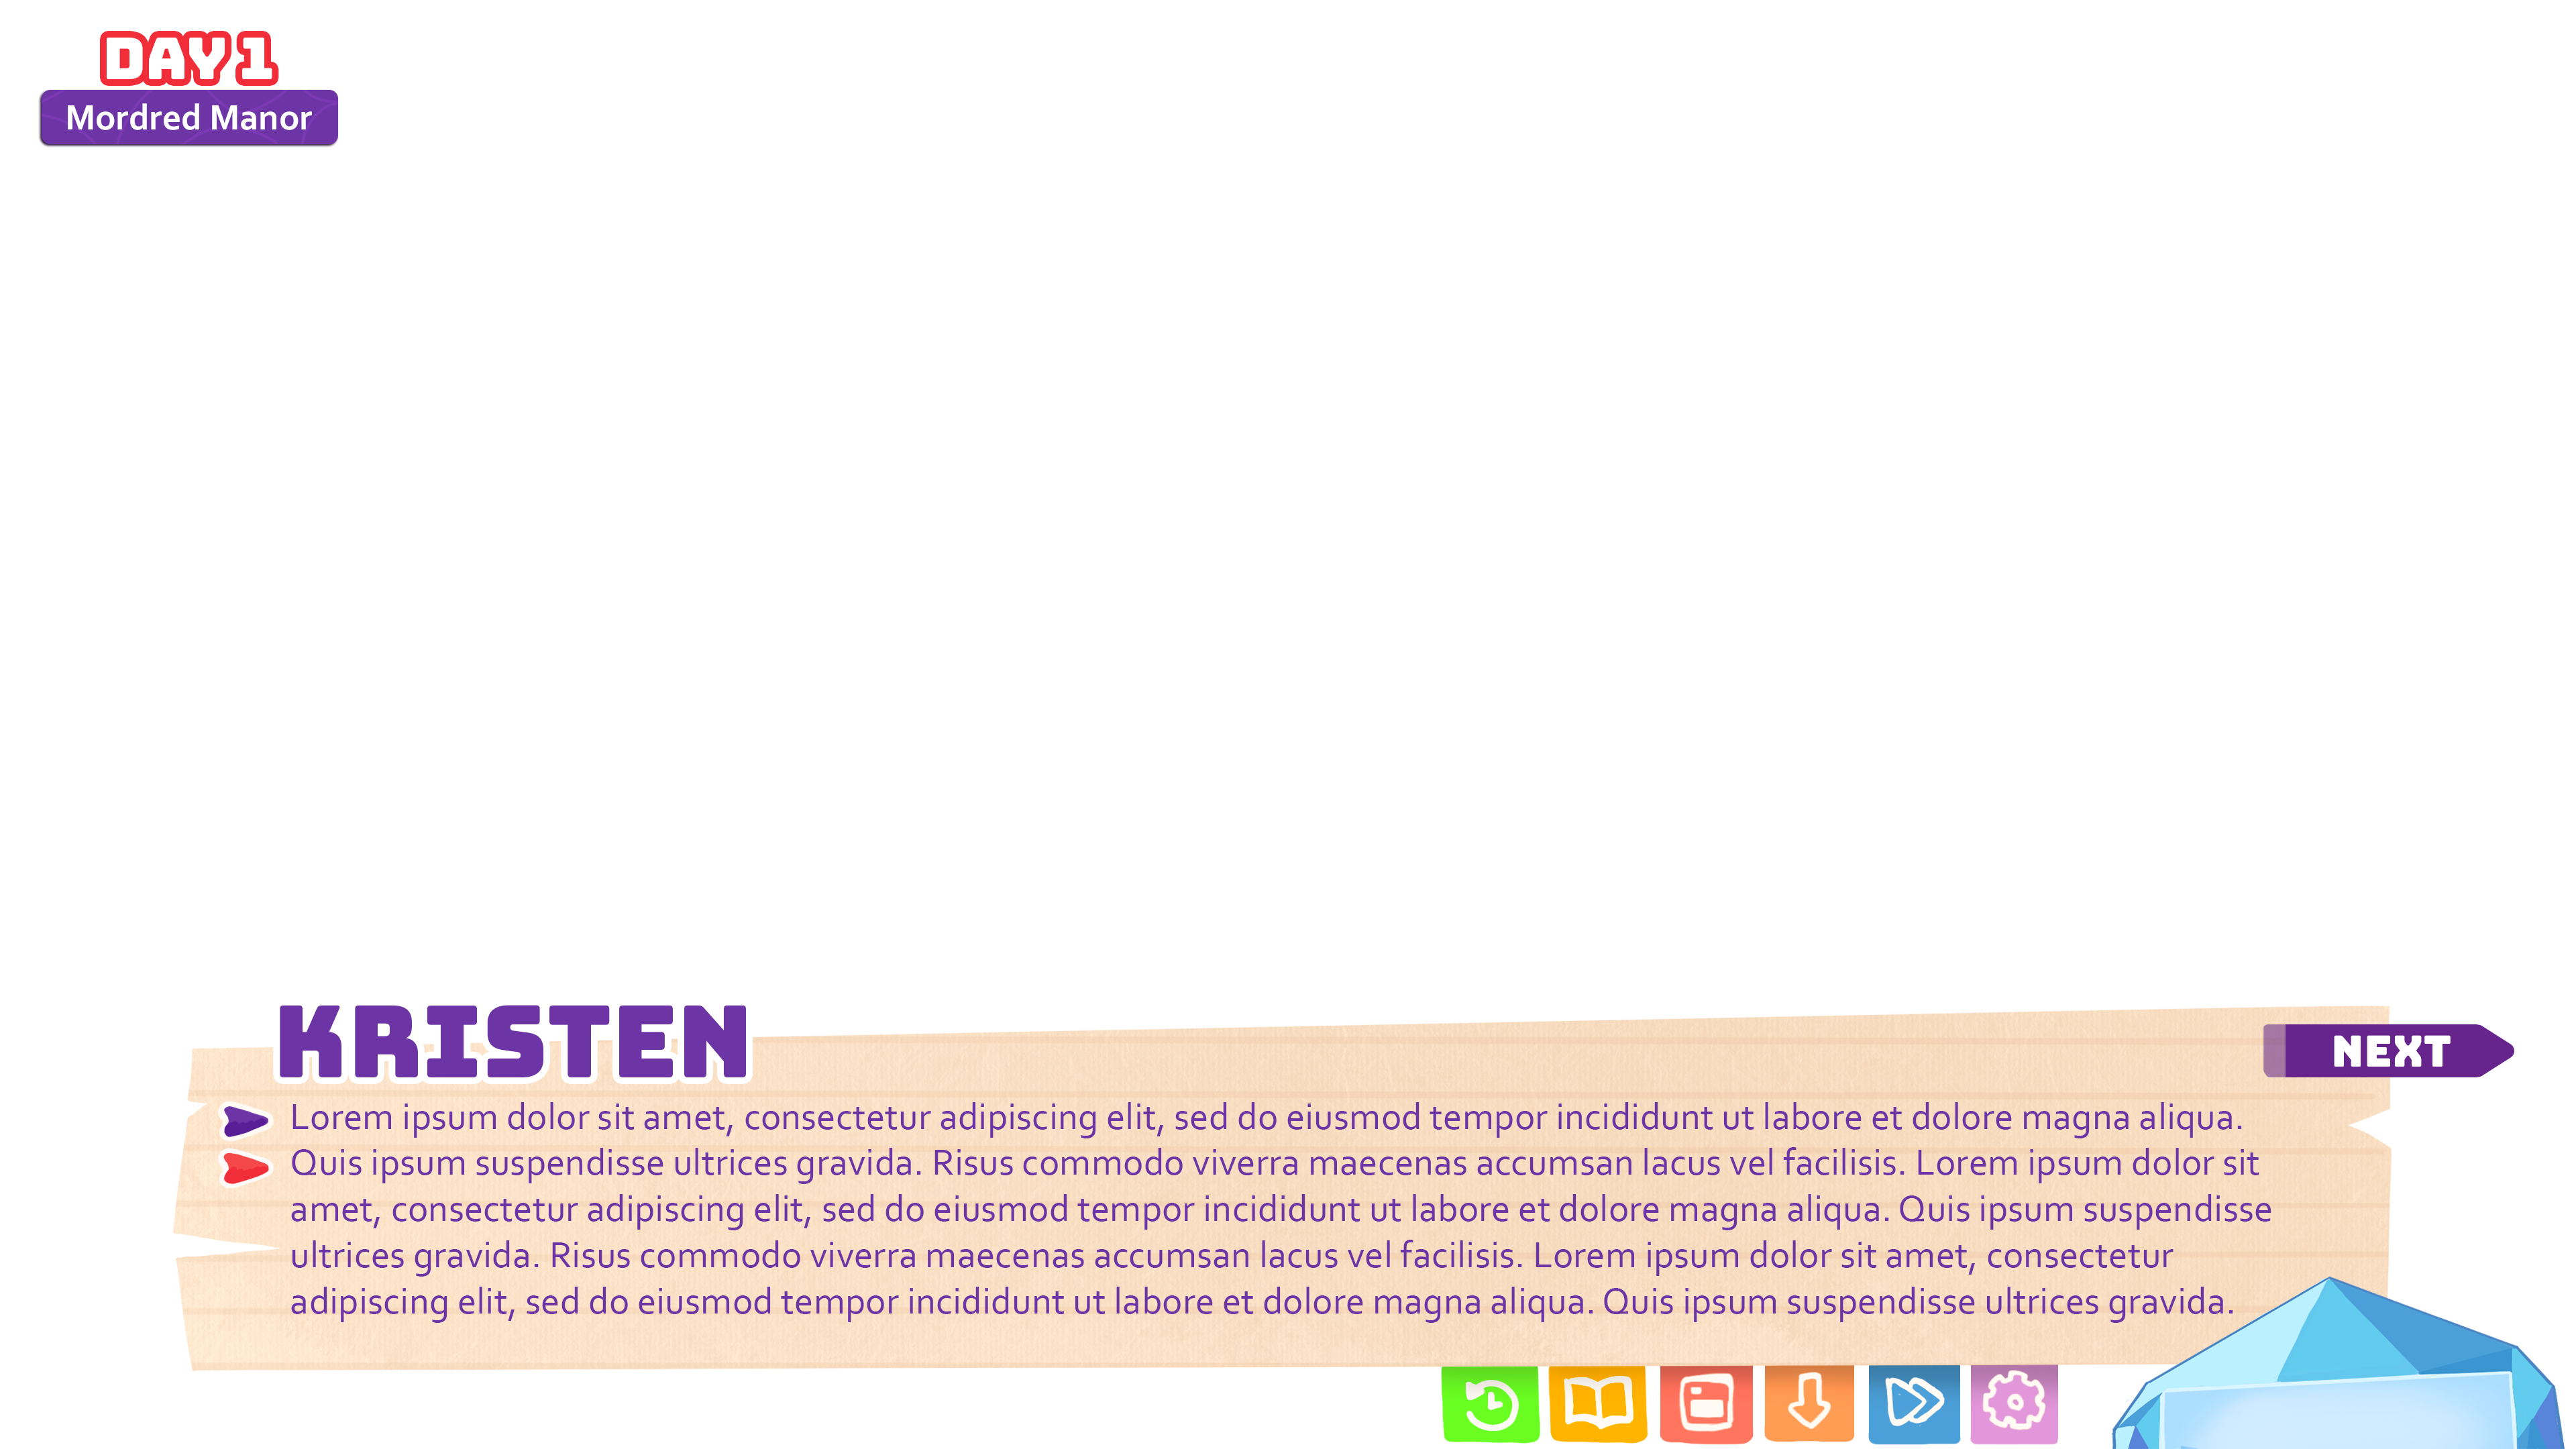 DAY 1
Mordred Manor
KRISTEN
NEXT
Lorem ipsum dolor sit amet, consectetur adipiscing elit, sed do eiusmod tempor incididunt ut labore et dolore magna aliqua.
Quis ipsum suspendisse ultrices gravida. Risus commodo viverra maecenas accumsan lacus vel facilisis. Lorem ipsum dolor sit
amet, consectetur adipiscing elit, sed do eiusmod tempor incididunt ut labore et dolore magna aliqua. Quis ipsum suspendisse
ultrices gravida. Risus commodo viverra maecenas accumsan lacus vel facilisis. Lorem ipsum dolor sit amet, consectetur
adipiscing elit, sed do eiusmod tempor incididunt ut labore et dolore magna aliqua. Quis ipsum suspendisse ultrices gravida.